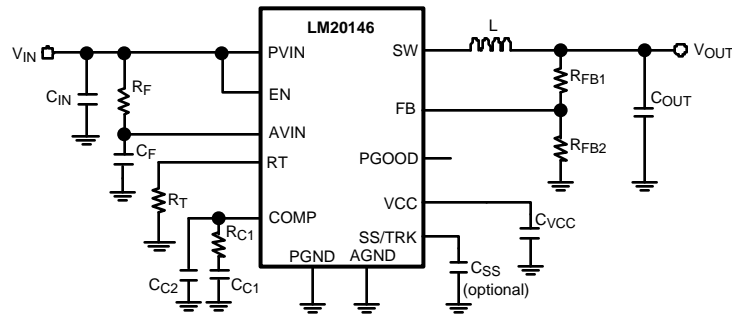 LM20146
L
VIN
PVIN
SW
VOUT
RF
RFB1
CIN
EN
FB
COUT
AVIN
RFB2
CF
PGOOD
RT
RT
VCC
COMP
CVCC
RC1
SS/TRK
PGND
AGND
CSS
(optional)
CC2
CC1